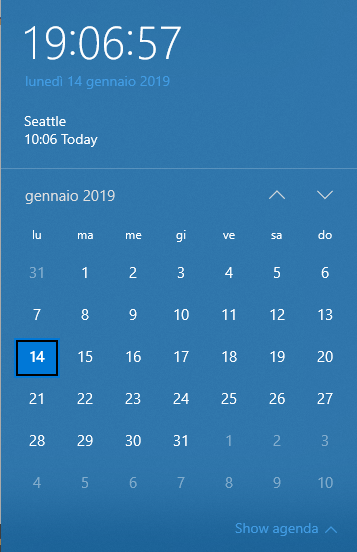 19:06:57
lunedì 14 gennaio 2019
Seattle
10:06 Today
gennaio 2019
lu ma me gi ve sa do
31 1 2 3 4 5 6
7 8 9 10 11 12 13
14 15 16 17 18 19 20
21 22 23 24 25 26 27
28 29 30 31 1 2 3
4 5 6 7 8 9 10
Show agenda